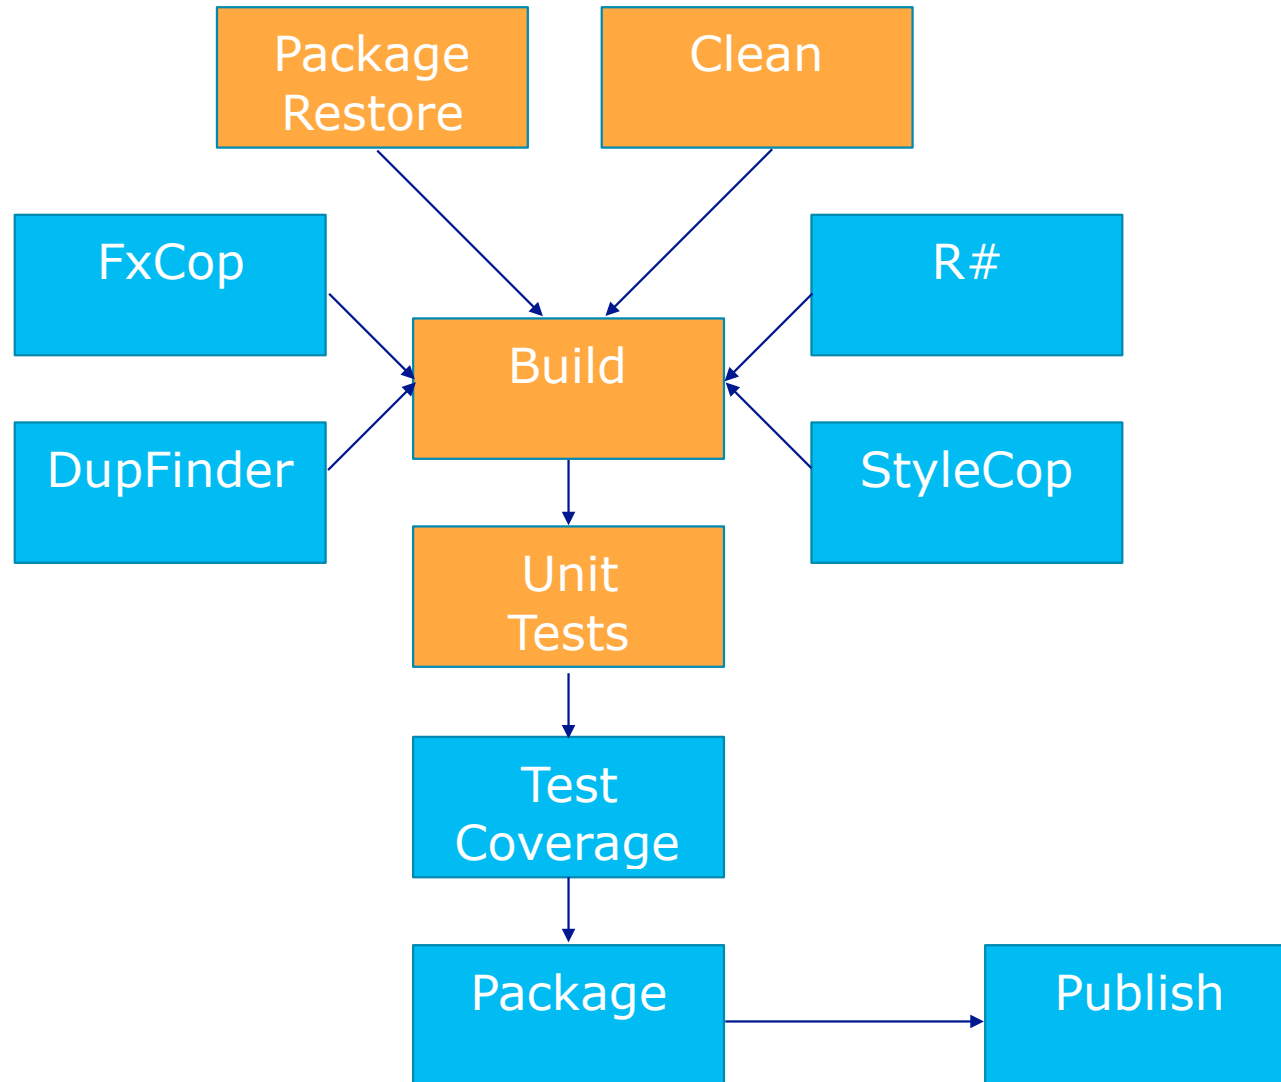 Package
Restore
Clean
FxCop
R#
Build
DupFinder
StyleCop
Unit
Tests
Test
Coverage
Package
Publish